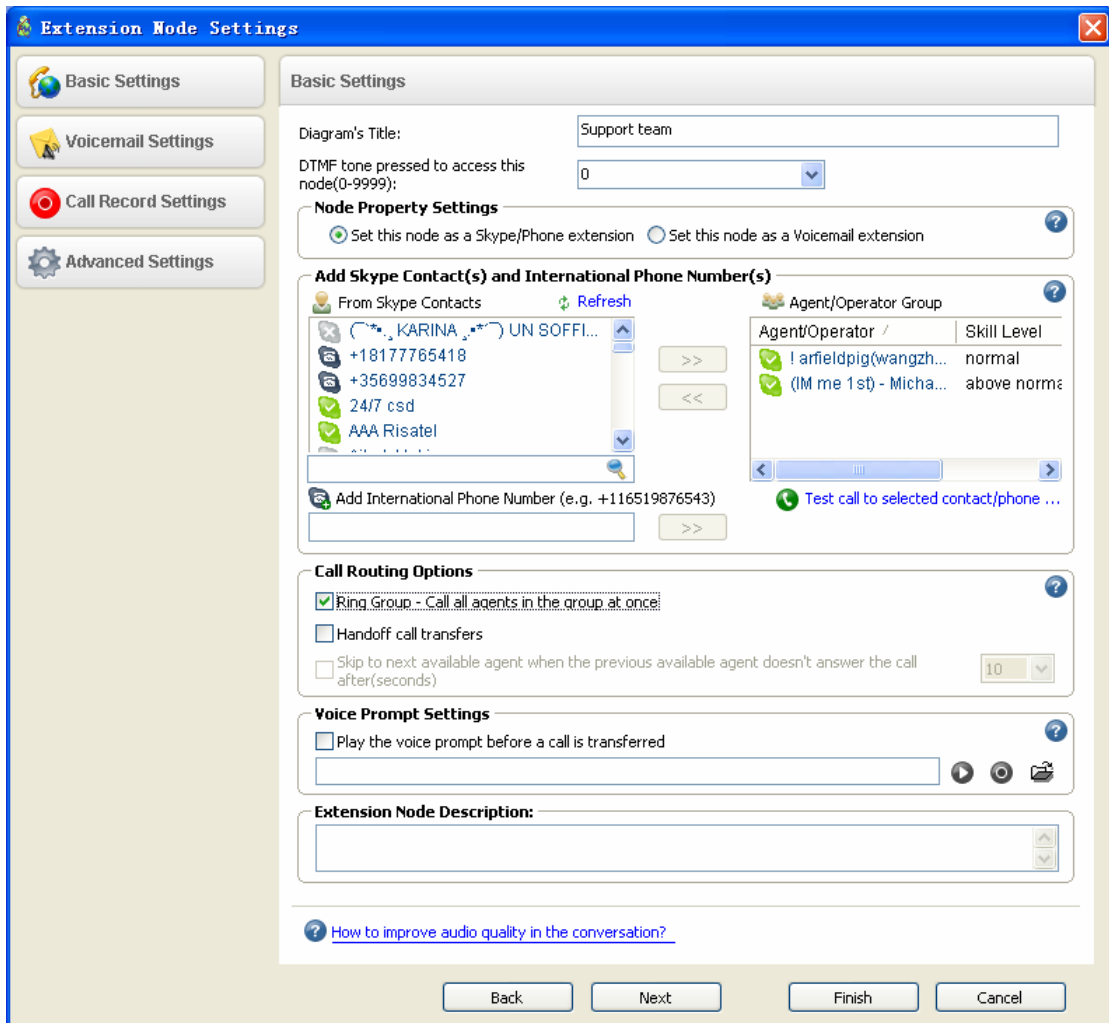 Extension Node Settings
Basic Settings
Voicemail Settings
Call Record Settings
Advanced Settings
Basic Settings
Diagram's Title:
Support team
DTMF tone pressed to access this
node(0-9999):
0
Node Property Settings
Set this node as a Skype/Phone extension
Set this node as a Voicemail extension
Add Skype Contact(s) and International Phone Number(s)
From Skype Contacts
Refresh
KARINA
UN SOFFI...
+18177765418
+35699834527
24/7 csd
AAA Risatel
Add International Phone Number (e.g. +116519876543)
>>
<<
>>
Agent/Operator Group
Agent/Operator / Skill Level
! arfieldpig(wangzh... normal
(IM me 1st) - Micha... above norma
Test call to selected contact/phone ...
Call Routing Options
Ring Group - Call all agents in the group at once
Handoff call transfers
Skip to next available agent when the previous available agent doesn't answer the call
after(seconds)
10
Voice Prompt Settings
Play the voice prompt before a call is transferred
Extension Node Description:
How to improve audio quality in the conversation?
Back
Next
Finish
Cancel